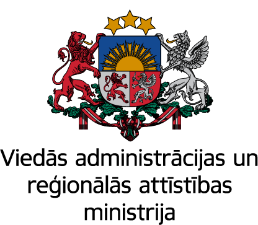 Viedās administrācijas un
reģionālās attīstības
ministrija